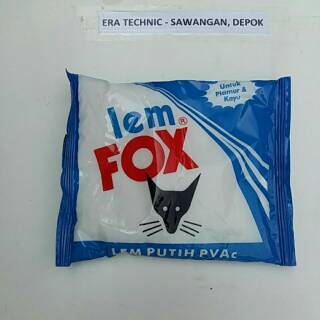 ERA TECHNIC - SAWANGAN, DEPOK
Untuk
Plamur &
Kayu
lem ®
FOX
LEM PUTIH PVAc